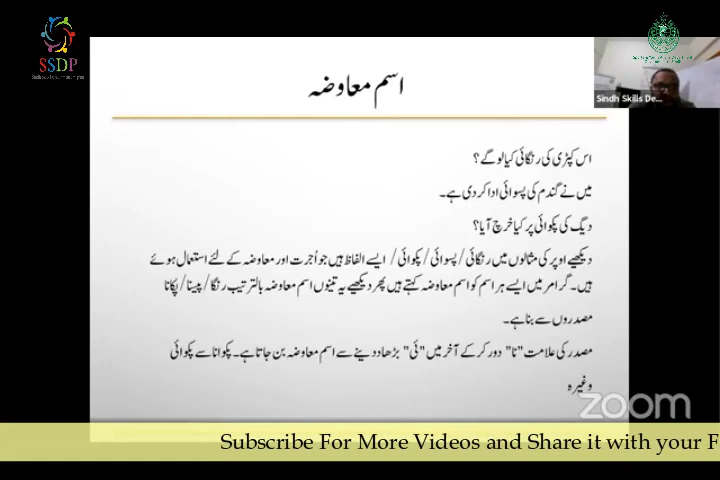 SSDP
Sindh Skills De...
اسم معاوضہ
اس کپڑی کی رنگائی کیا لو گے؟
میں نے گندم کی پسوائی ادا کر دی ہے۔
دیگ کی پکوائی پر کیا خرچ آیا؟
دیکھیے اوپر کی مثالوں میں رنگائی/ پسوائی/ پکوائی/ ایسے الفاظ ہیں جو اُجرت اور معاوضہ کے لئے استعمال ہوئے
ہیں۔ گرامر میں ایسے ہر اسم کو اسم معاوضہ کہتے ہیں پھر دیکھیے یہ تینوں اسم معاوضہ بالترتیب رنگا/ پیسنا/ پکانا
مصدروں سے بنا ہے۔
مصدر کی علامت "نا" دور کر کے آخر میں "ئی" بڑھا ددینے سے اسم معاوضہ بن جاتا ہے۔ پکوانا سے پکوائی
وغیرہ
zoom
Subscribe For More Videos and Share it with your F